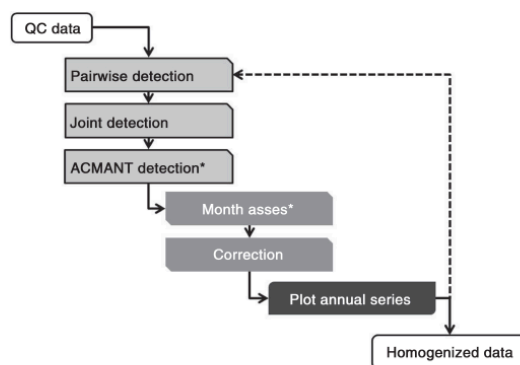 QC data
Pairwise detection
Joint detection
ACMANT detection*
Month asses*
Correction
Plot annual series
Homogenized data